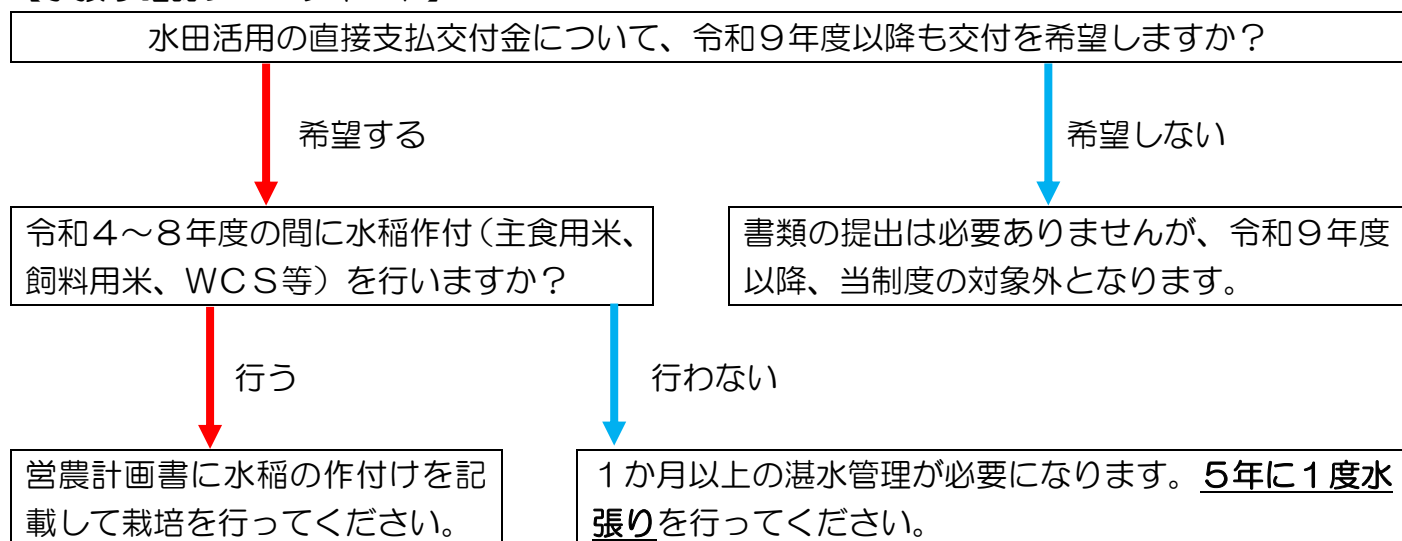 水田活用の直接支払交付金について、令和９年度以降も交付を希望しますか？
希望する
希望しない
令和４～８年度の間に水稲作付（主食用米、
飼料用米、ＷＣＳ等）を行いますか？
書類の提出は必要ありませんが、令和９年度
以降、当制度の対象外となります。
行う
行わない
営農計画書に水稲の作付けを記
載して栽培を行ってください。
１か月以上の湛水管理が必要になります。５年に１度水
張りを行ってください。